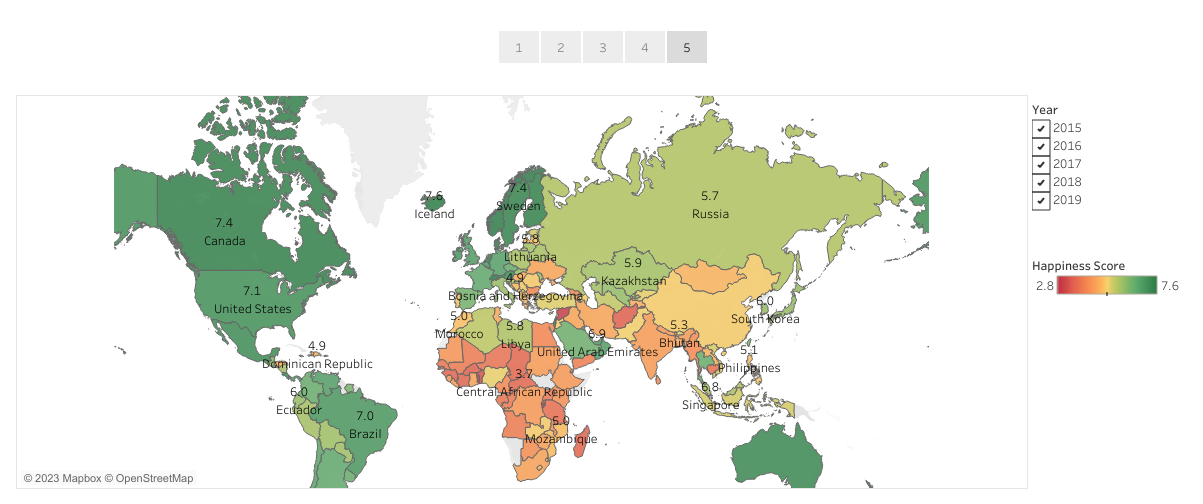 1 2 3 4 5
Year
2015
2016
2017
2018
2019
Happiness Score
2.8 7.6
7.4
Canada
7.1
United States
4.9
Dominican Republic
6.0
Ecuador
7.0
Brazil
7.6
Iceland
7.4
Sweden
5.8
Lithuania
4.9
Bosnia and Herzegovina
5.0
Morocco
5.8
Libya
6.9
United Arab Emirates
3.7
Central African Republic
5.0
Mozambique
5.7
Russia
5.9
Kazakhstan
6.0
South Korea
5.3
Bhutan
5.1
Philippines
6.8
Singapore
© 2023 Mapbox © OpenStreetMap